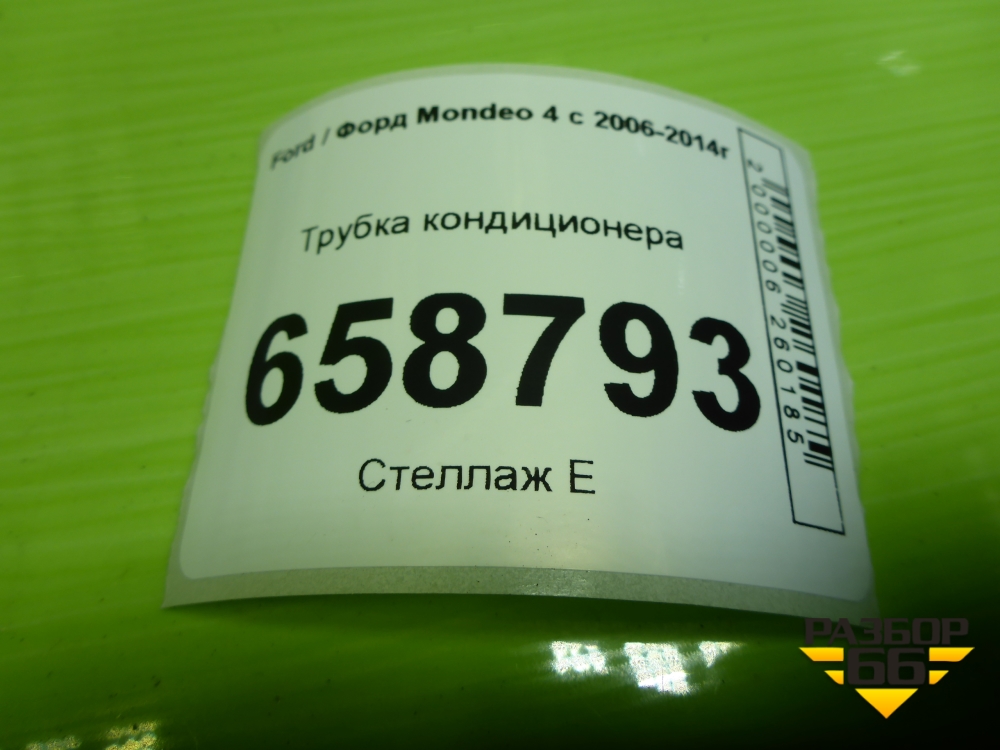 Ford / Форд Mondeo 4 с 2006-2014г
Трубка кондиционера
658793
Стеллаж Е
2000006260185
РАЗБОР
66